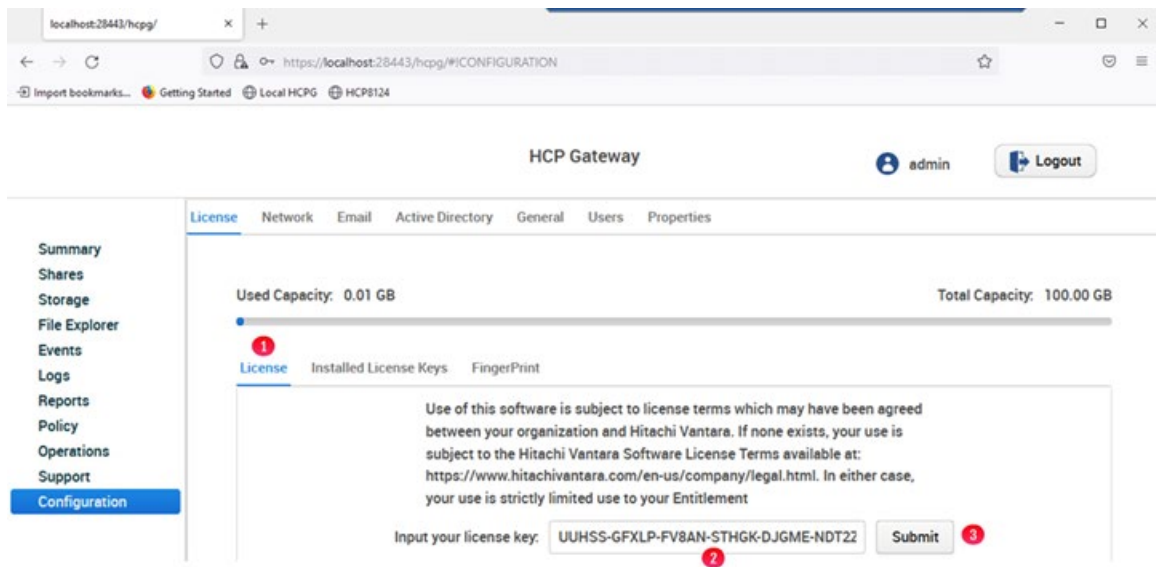 localhost:28443/hcpg/
https://localhost:28443/hcpg/#ICONFIGURATION
Import bookmarks... Getting Started Local HCPG HCP8124
HCP Gateway
admin
Logout
License Network Email Active Directory General Users Properties
Summary
Shares
Storage
File Explorer
Events
Logs
Reports
Policy
Operations
Support
Configuration
Used Capacity: 0.01 GB
Total Capacity: 100.00 GB
1
License Installed License Keys FingerPrint
Use of this software is subject to license terms which may have been agreed
between your organization and Hitachi Vantara. If none exists, your use is
subject to the Hitachi Vantara Software License Terms available at:
https://www.hitachivantara.com/en-us/company/legal.html. In either case,
your use is strictly limited use to your Entitlement
Input your license key: UUHSS-GFXLP-FV8AN-STHGK-DJGME-NDT22 Submit 3
2